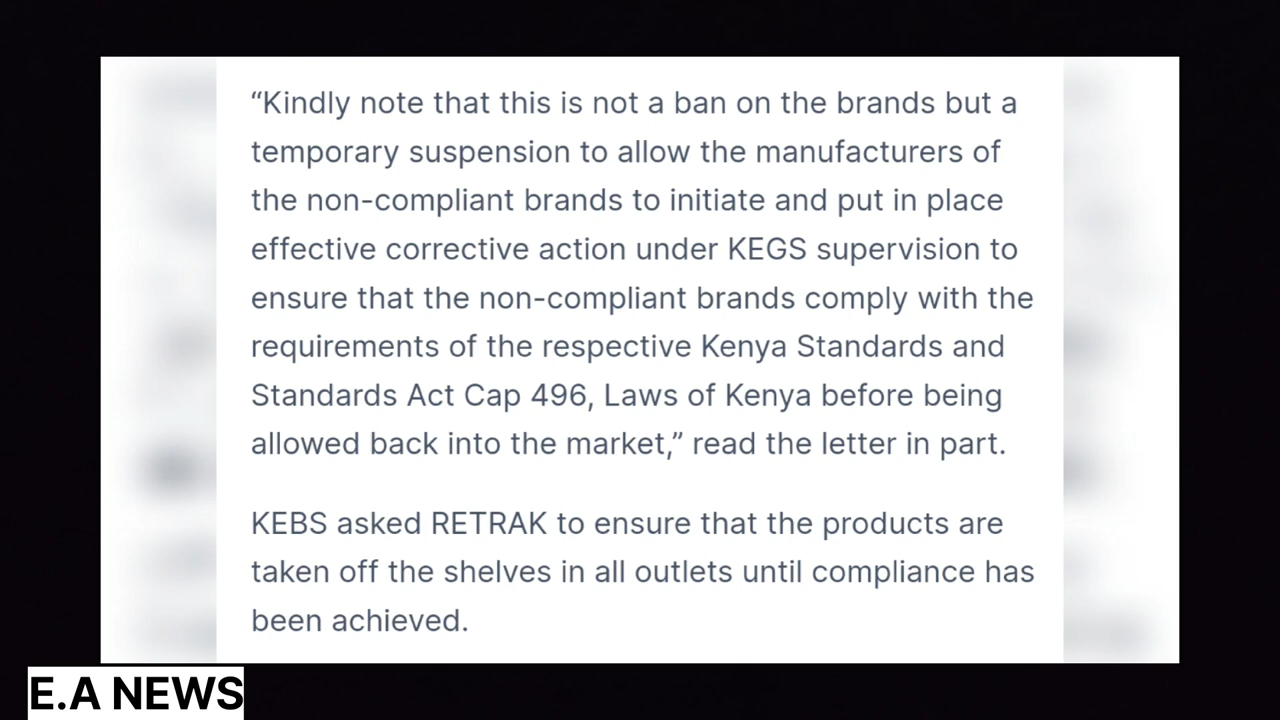 “Kindly note that this is not a ban on the brands but a
temporary suspension to allow the manufacturers of
the non-compliant brands to initiate and put in place
effective corrective action under KEGS supervision to
ensure that the non-compliant brands comply with the
requirements of the respective Kenya Standards and
Standards Act Cap 496, Laws of Kenya before being
allowed back into the market,” read the letter in part.
KEBS asked RETRAK to ensure that the products are
taken off the shelves in all outlets until compliance has
been achieved.
E.A NEWS